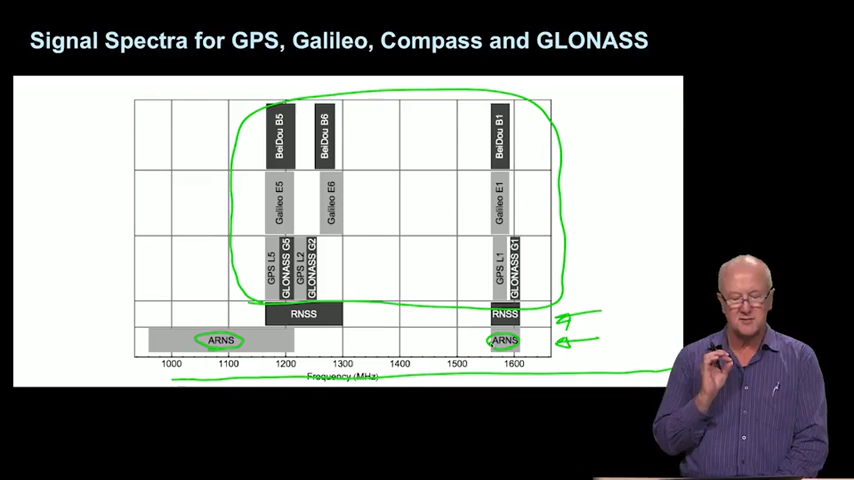 Signal Spectra for GPS, Galileo, Compass and GLONASS
BeiDou B5
BeiDou B6
BeiDou B1
Galileo E5
Galileo E6
Galileo E1
GPS L5
GLONASS G5
GPS L2
GLONASS G2
GPS L1
GLONASS G1
RNSS
RNSS
ARNS
ARNS
1000 1100 1200 1300 1400 1500 1600
Frequency (MHz)